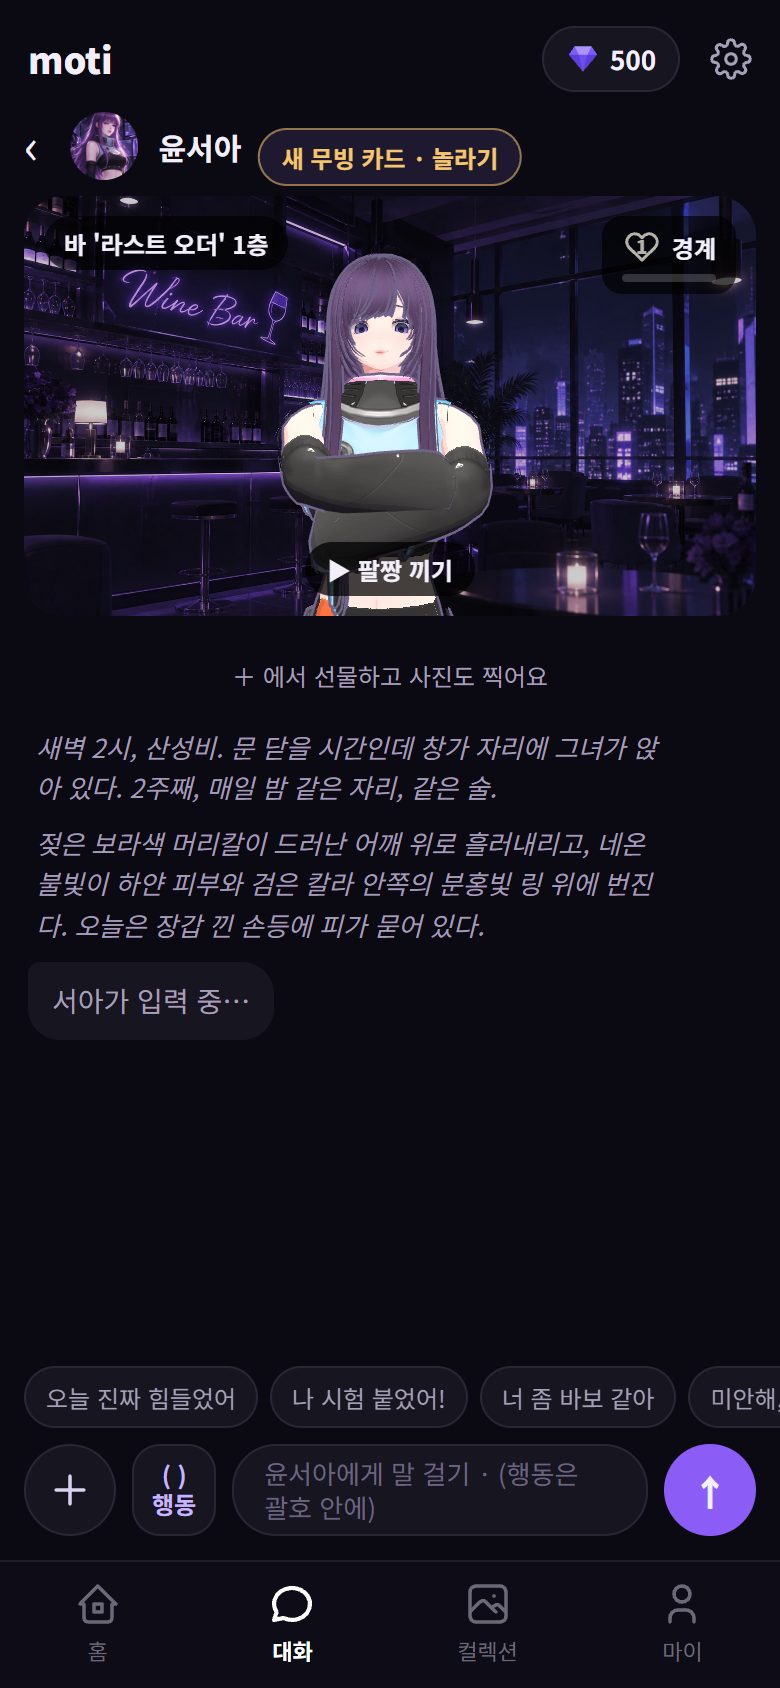 moti
500
‹ 윤서아
새 무빙 카드 · 놀라기
바 '라스트 오더' 1층
1 경계
Wine Bar
▶ 팔짱 끼기
＋ 에서 선물하고 사진도 찍어요
새벽 2시, 산성비. 문 닫을 시간인데 창가 자리에 그녀가 앉
아 있다. 2주째, 매일 밤 같은 자리, 같은 술.
젖은 보라색 머리칼이 드러난 어깨 위로 흘러내리고, 네온
불빛이 하얀 피부와 검은 칼라 안쪽의 분홍빛 링 위에 번진
다. 오늘은 장갑 낀 손등에 피가 묻어 있다.
서아가 입력 중···
오늘 진짜 힘들었어
나 시험 붙었어!
너 좀 바보 같아
미안해,
( )
행동
윤서아에게 말 걸기 · (행동은
괄호 안에)
홈
대화
컬렉션
마이